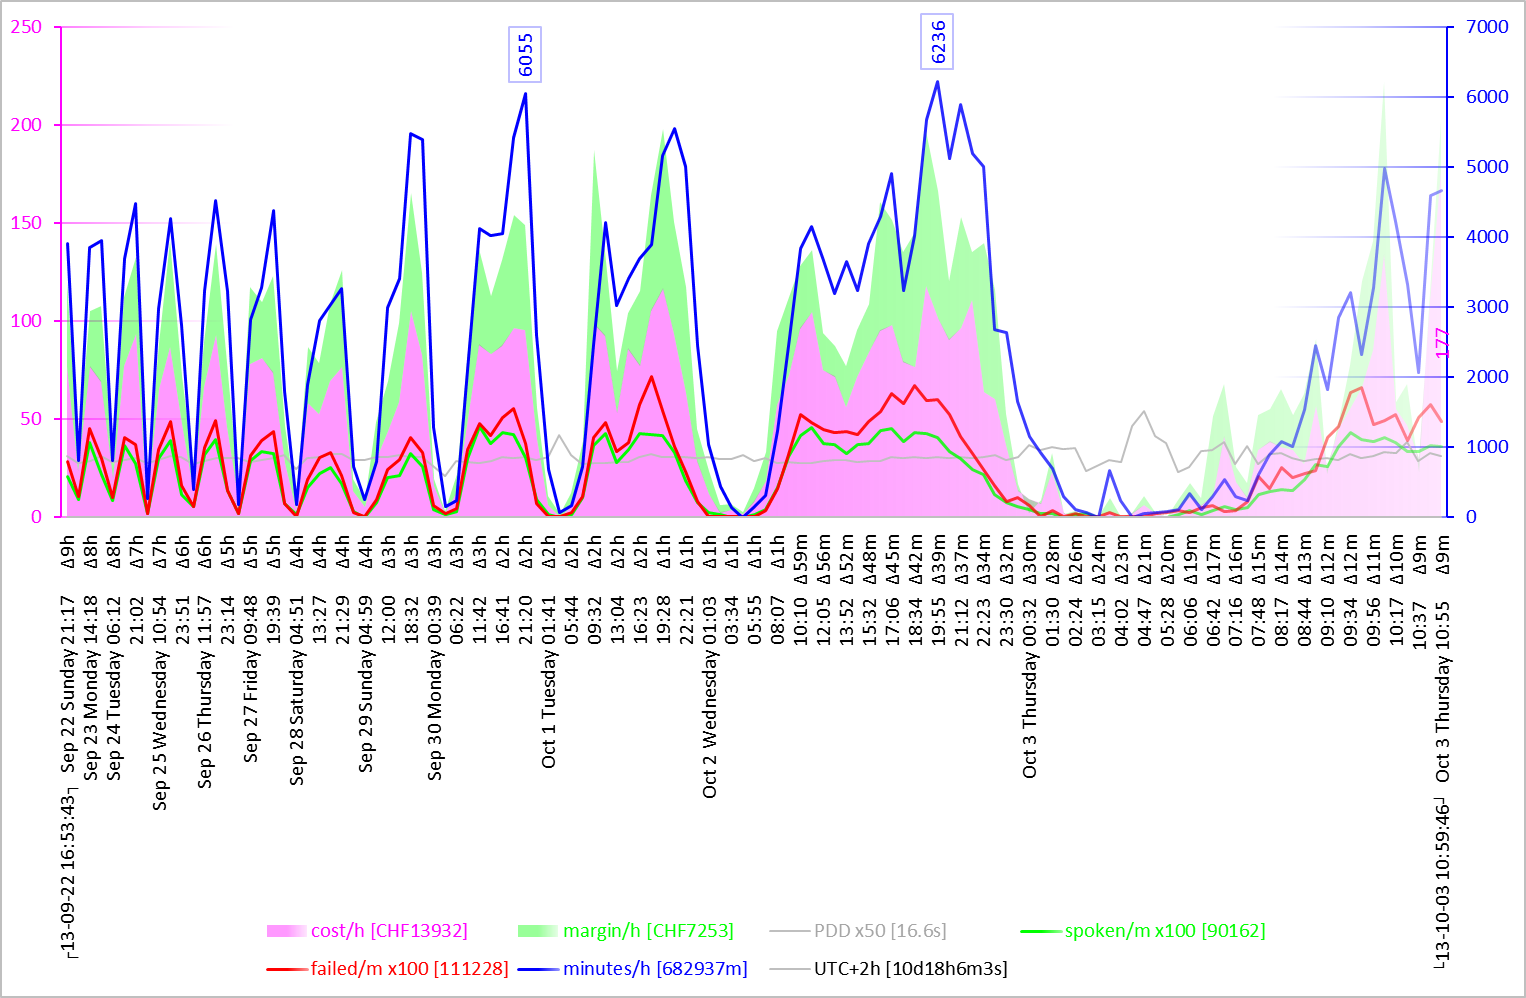 250
200
150
100
50
0
7000
6000
5000
4000
3000
2000
1000
0
6055
6236
177
Sep 22 Sunday 21:17 Δ9h
Sep 23 Monday 14:18 Δ8h
Sep 24 Tuesday 06:12 Δ8h
21:02 Δ7h
Sep 25 Wednesday 10:54 Δ7h
23:51 Δ6h
Sep 26 Thursday 11:57 Δ6h
23:14 Δ5h
Sep 27 Friday 09:48 Δ5h
19:39 Δ5h
Sep 28 Saturday 04:51 Δ4h
13:27 Δ4h
21:29 Δ4h
Sep 29 Sunday 04:59 Δ4h
12:00 Δ3h
18:32 Δ3h
Sep 30 Monday 00:39 Δ3h
06:22 Δ3h
11:42 Δ3h
16:41 Δ2h
21:20 Δ2h
Oct 1 Tuesday 01:41 Δ2h
05:44 Δ2h
09:32 Δ2h
13:04 Δ2h
16:23 Δ2h
19:28 Δ1h
22:21 Δ1h
Oct 2 Wednesday 01:03 Δ1h
03:34 Δ1h
05:55 Δ1h
08:07 Δ1h
10:10 Δ59m
12:05 Δ56m
13:52 Δ52m
15:32 Δ48m
17:06 Δ45m
18:34 Δ42m
19:55 Δ39m
21:12 Δ37m
22:23 Δ34m
23:30 Δ32m
Oct 3 Thursday 00:32 Δ30m
01:30 Δ28m
02:24 Δ26m
03:15 Δ24m
04:02 Δ23m
04:47 Δ21m
05:28 Δ20m
06:06 Δ19m
06:42 Δ17m
07:16 Δ16m
07:48 Δ15m
08:17 Δ14m
08:44 Δ13m
09:10 Δ12m
09:34 Δ12m
09:56 Δ11m
10:17 Δ10m
10:37 Δ9m
Oct 3 Thursday 10:55 Δ9m
┌13-09-22 16:53:43┐
└13-10-03 10:59:46┘
cost/h [CHF13932]
margin/h [CHF7253]
PDD x50 [16.6s]
spoken/m x100 [90162]
failed/m x100 [111228]
minutes/h [682937m]
UTC+2h [10d18h6m3s]